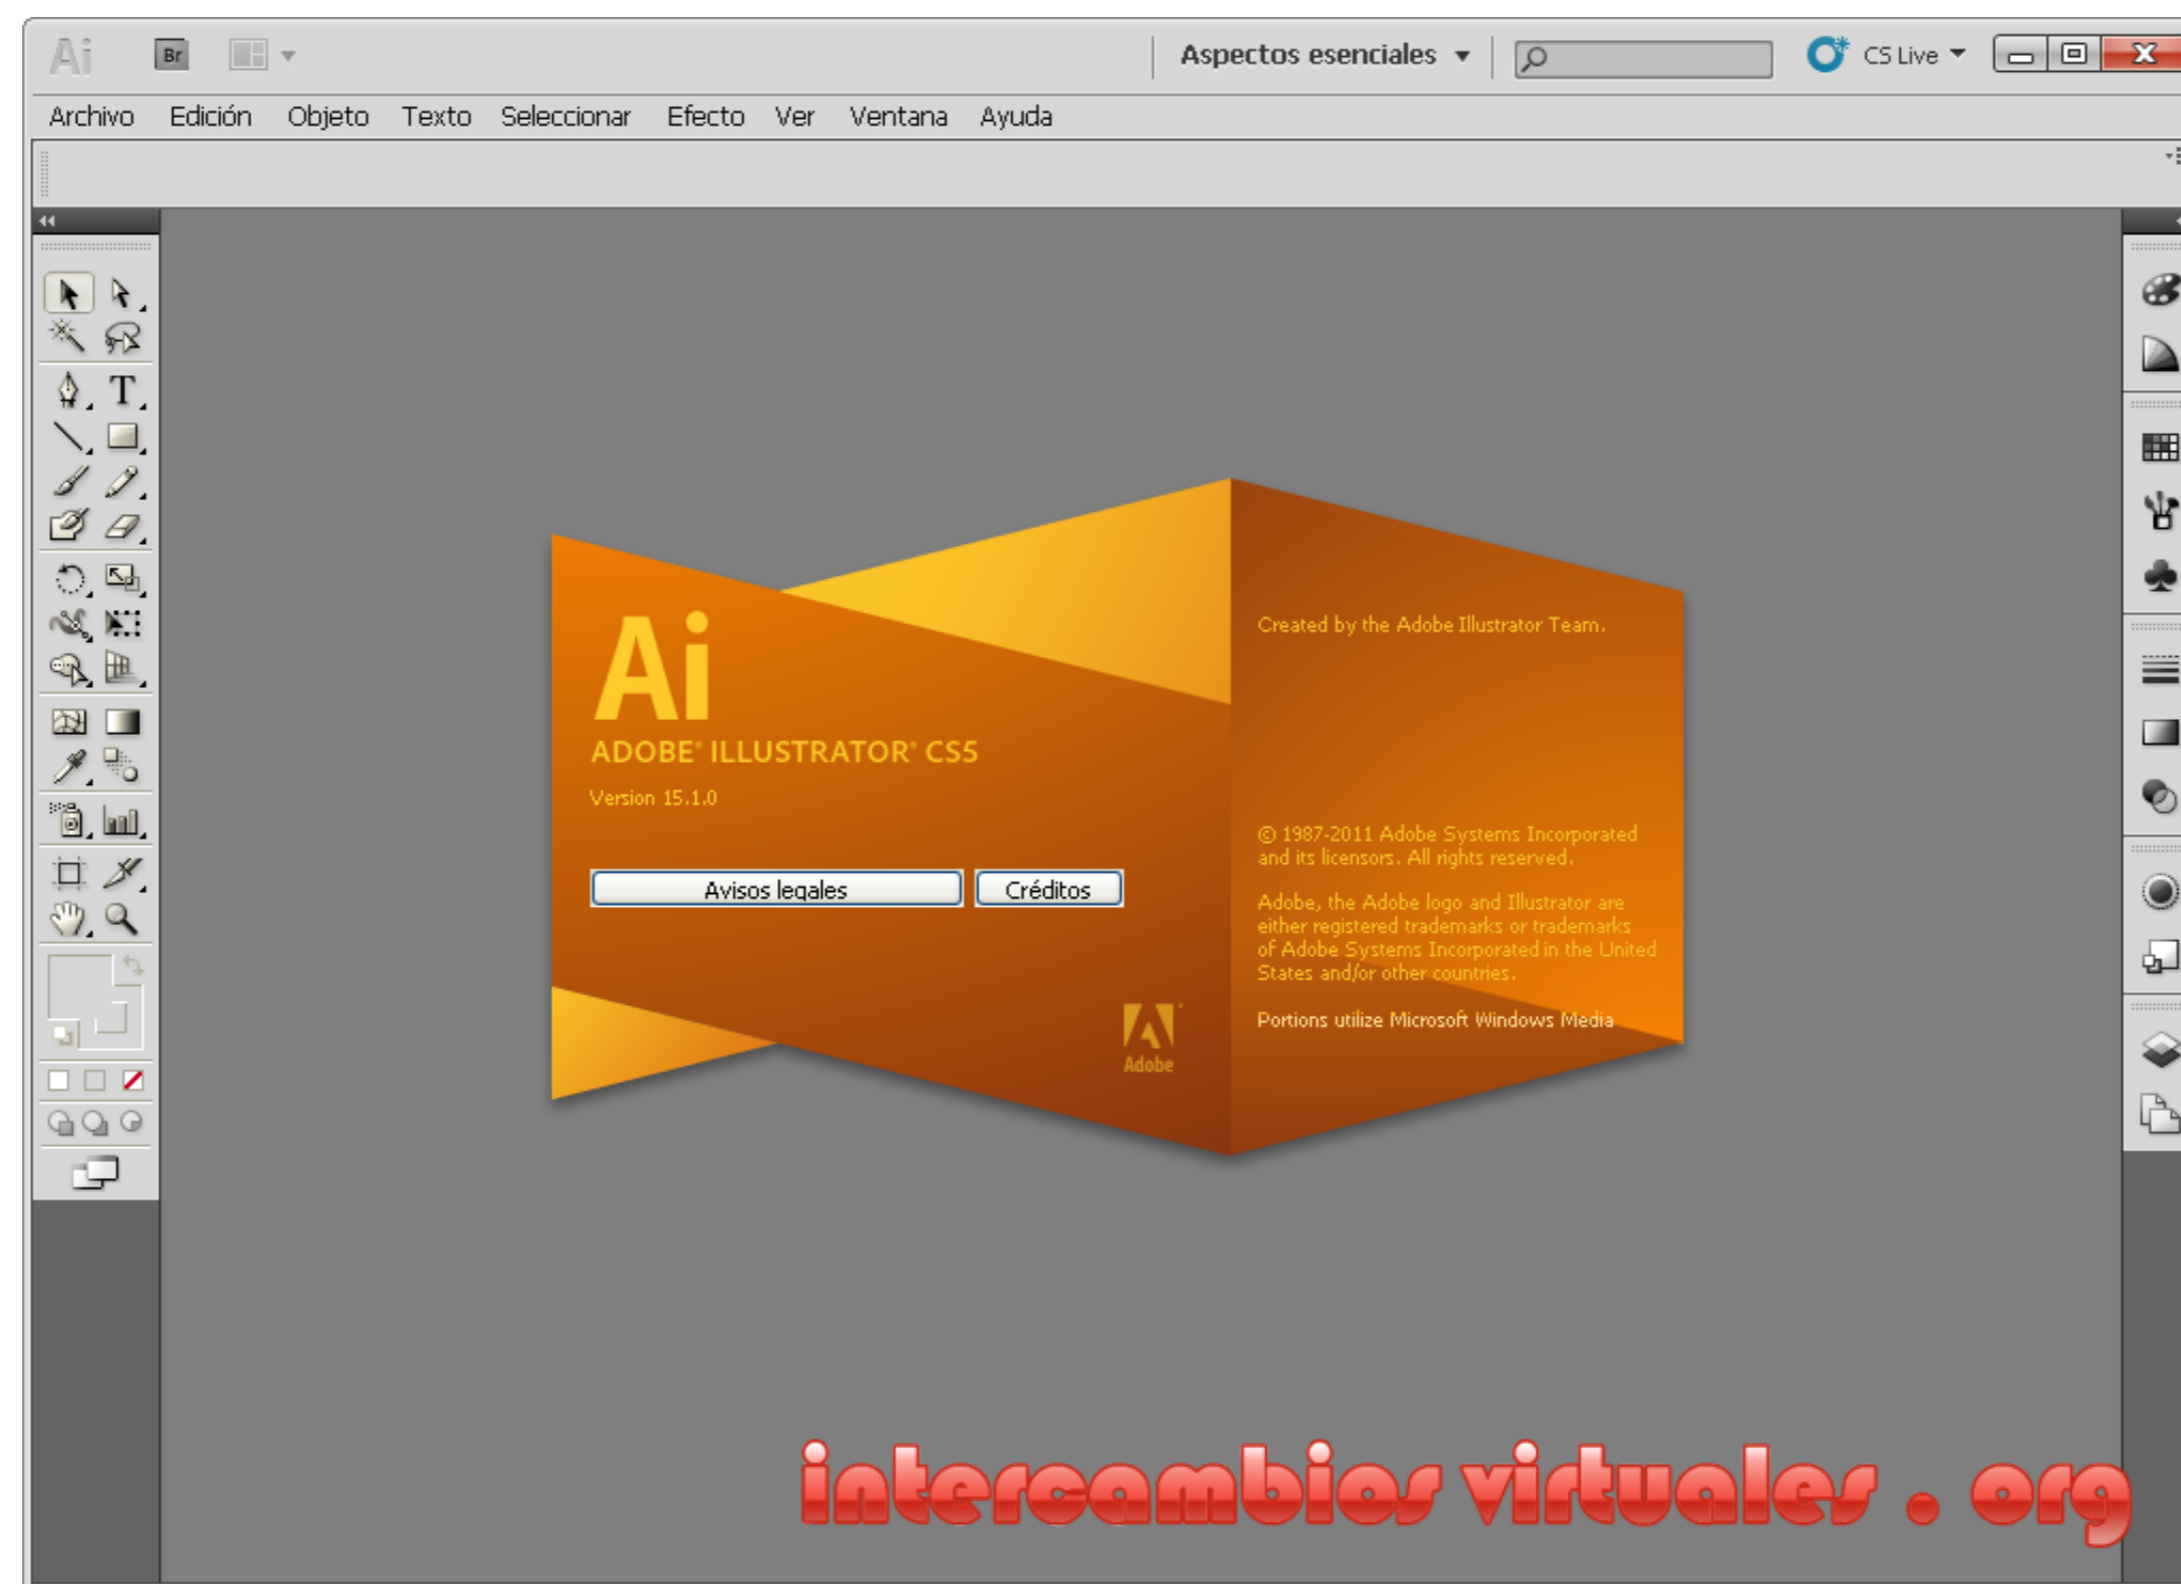 Ai
Br
Aspectos esenciales
CS Live
Archivo Edición Objeto Texto Seleccionar Efecto Ver Ventana Ayuda
T
Ai
ADOBE® ILLUSTRATOR® CS5
Version 15.1.0
Avisos legales
Créditos
Adobe
Created by the Adobe Illustrator Team.
© 1987-2011 Adobe Systems Incorporated
and its licensors. All rights reserved.
Adobe, the Adobe logo and Illustrator are
either registered trademarks or trademarks
of Adobe Systems Incorporated in the United
States and/or other countries.
Portions utilize Microsoft Windows Media
intercambios virtuales . org